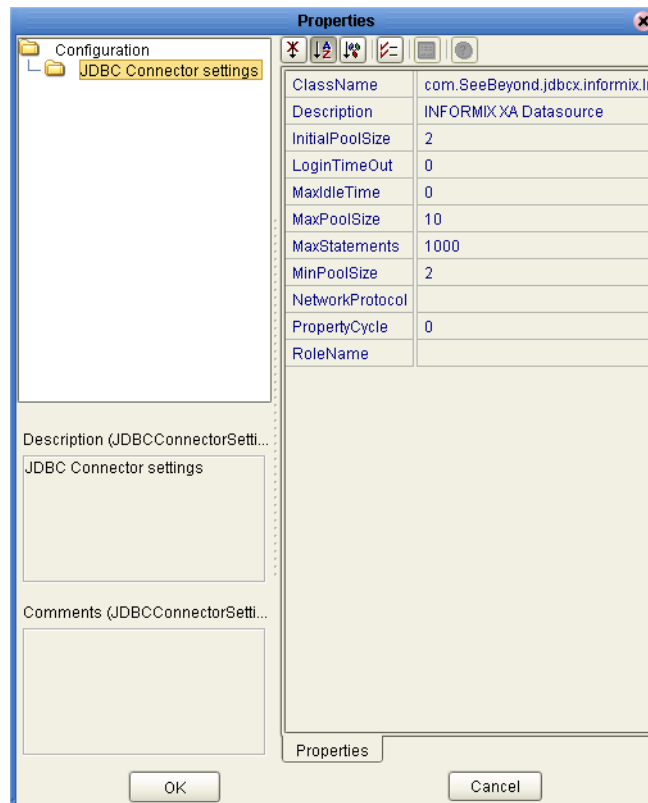 Properties
Configuration
JDBC Connector settings
ClassName com.SeeBeyond.jdbcx.informix.
Description INFORMIX XA Datasource
InitialPoolSize 2
LoginTimeOut 0
MaxIdleTime 0
MaxPoolSize 10
MaxStatements 1000
MinPoolSize 2
NetworkProtocol
PropertyCycle 0
RoleName
Description (JDBCConnectorSetti...
JDBC Connector settings
Comments (JDBCConnectorSetti...
Properties
OK Cancel